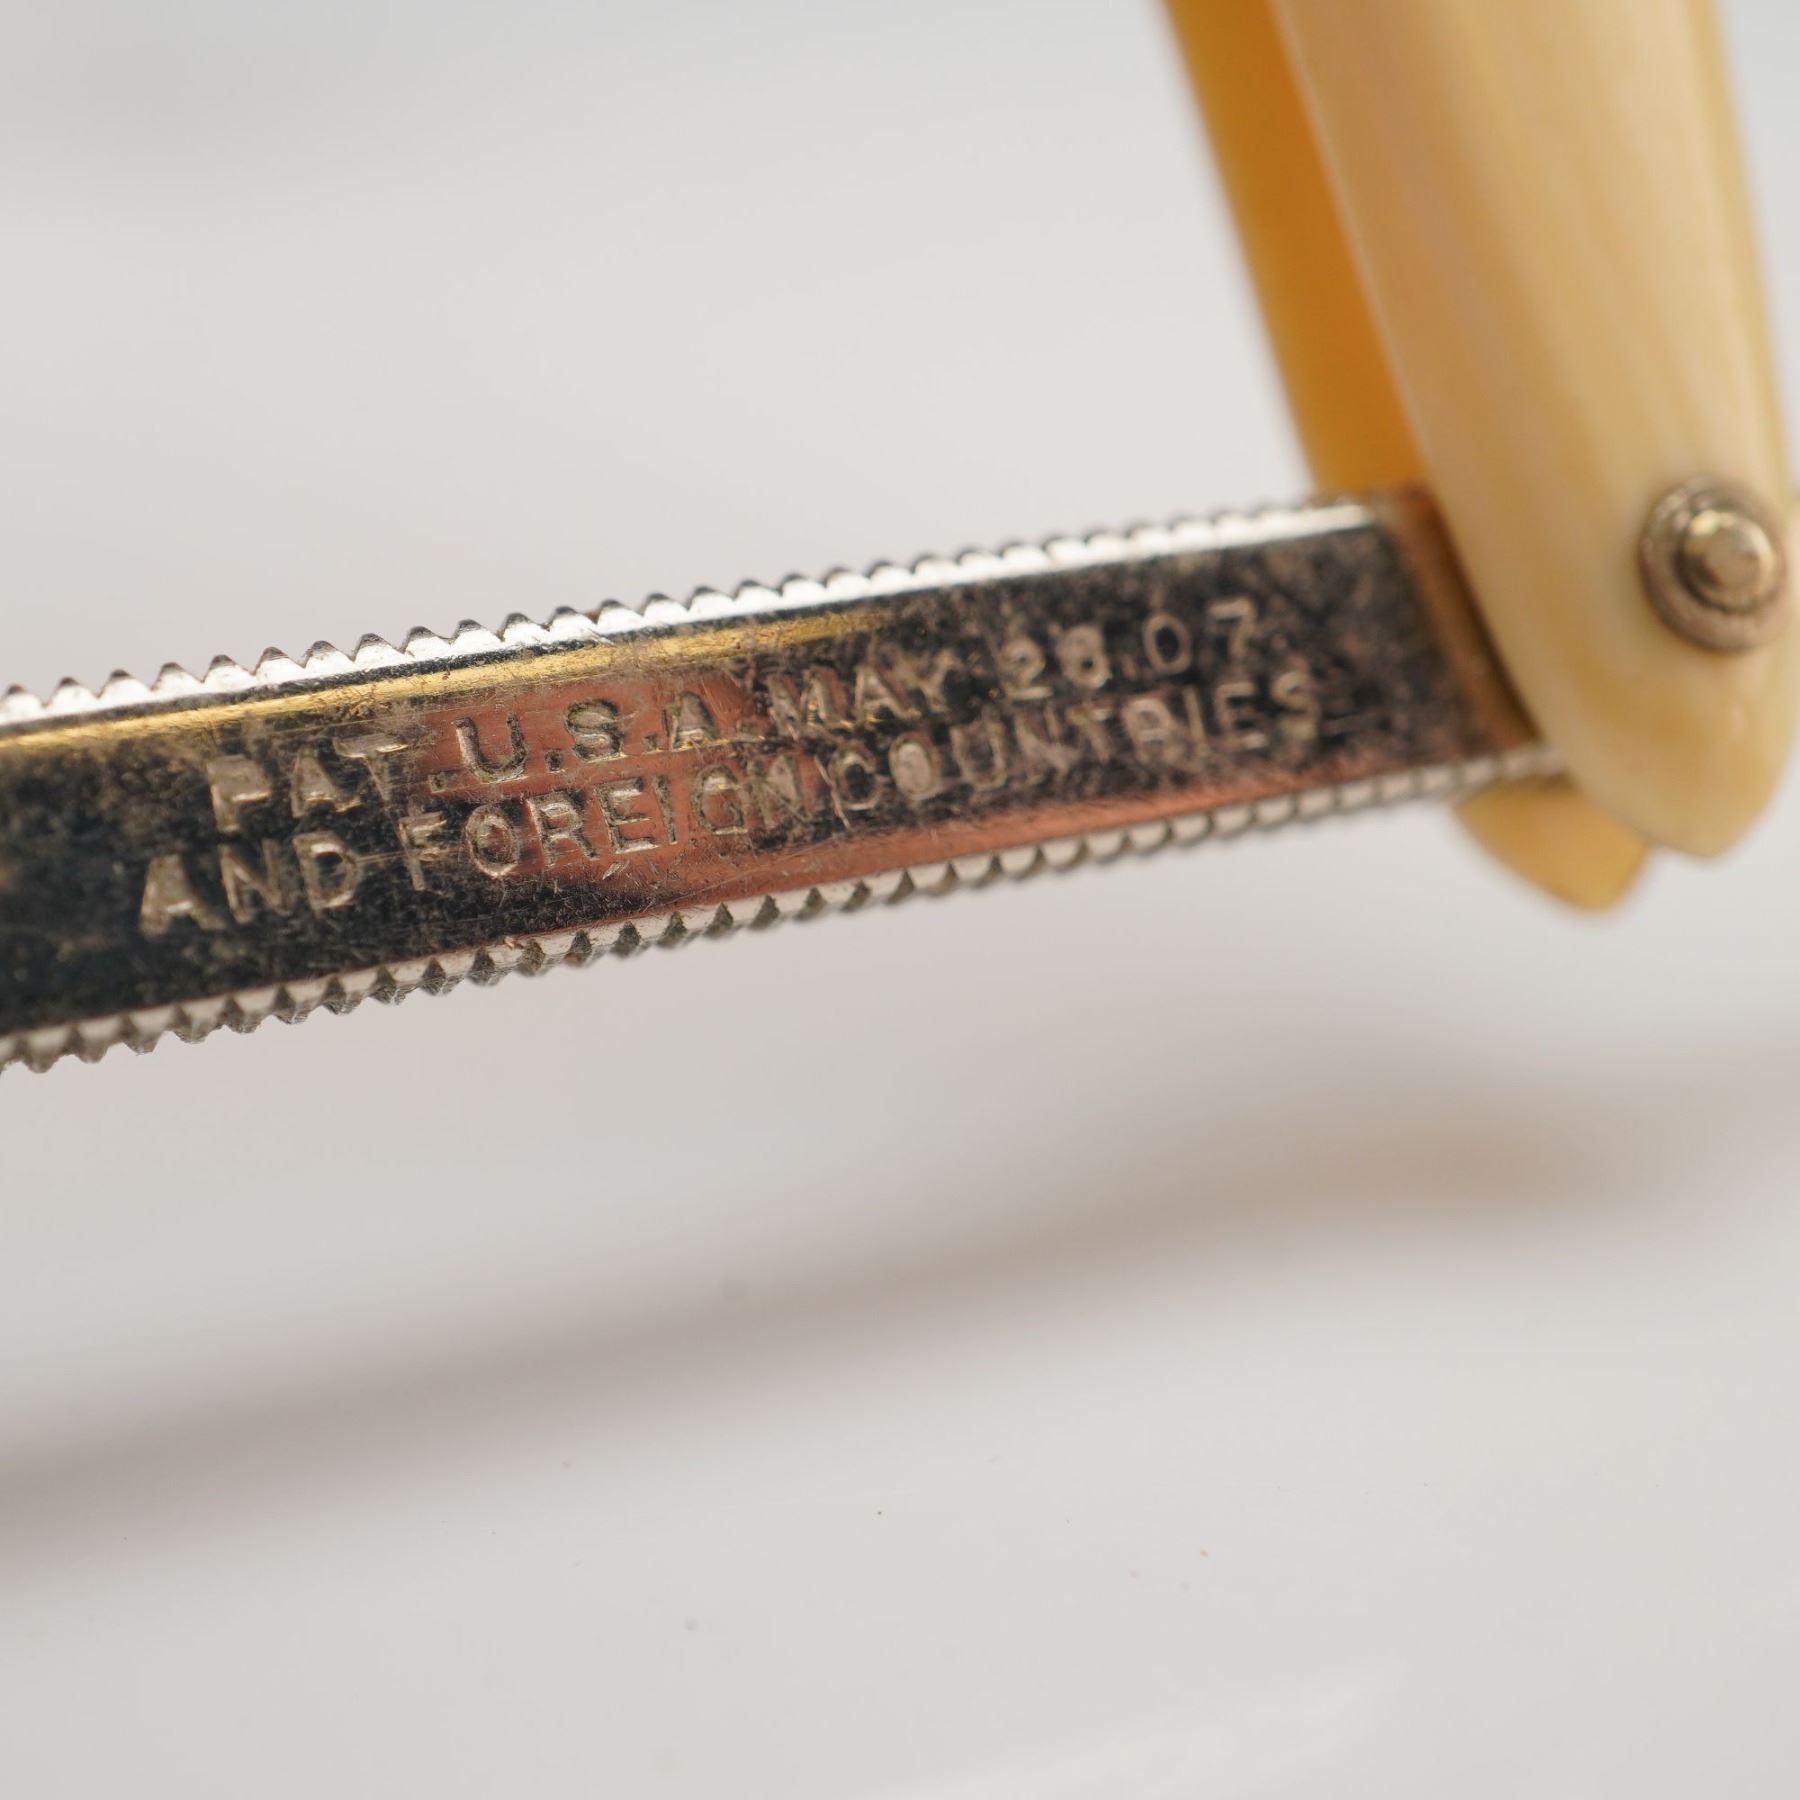 PAT. U.S.A. MAY 28.07
AND FOREIGN COUNTRIES